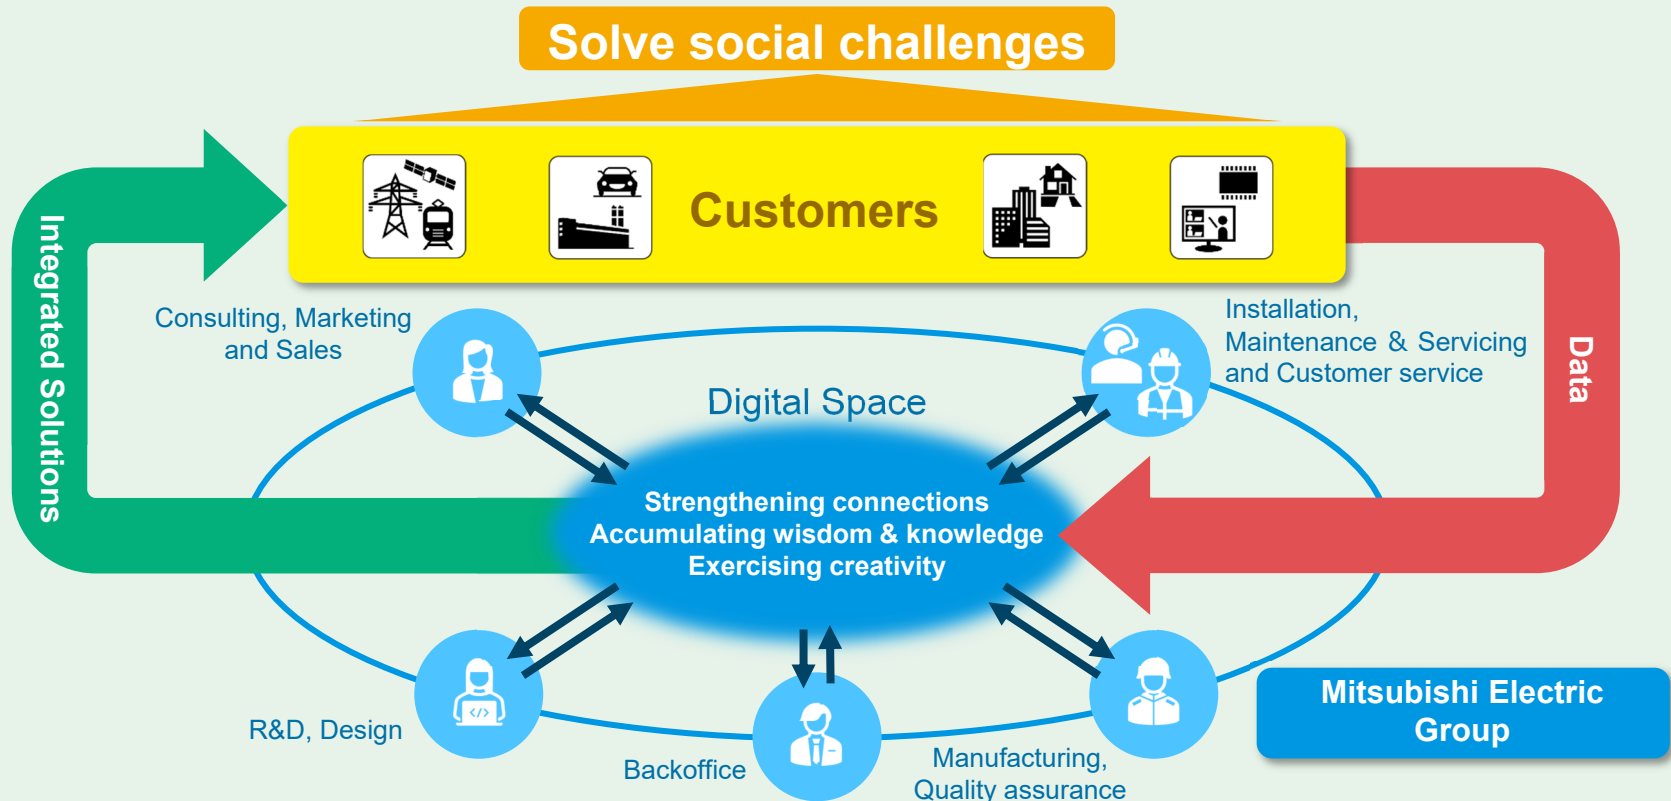 Solve social challenges
Customers
Integrated Solutions
Data
Consulting, Marketing
and Sales
Installation,
Maintenance & Servicing
and Customer service
Digital Space
Strengthening connections
Accumulating wisdom & knowledge
Exercising creativity
R&D, Design
Backoffice
Manufacturing,
Quality assurance
Mitsubishi Electric
Group